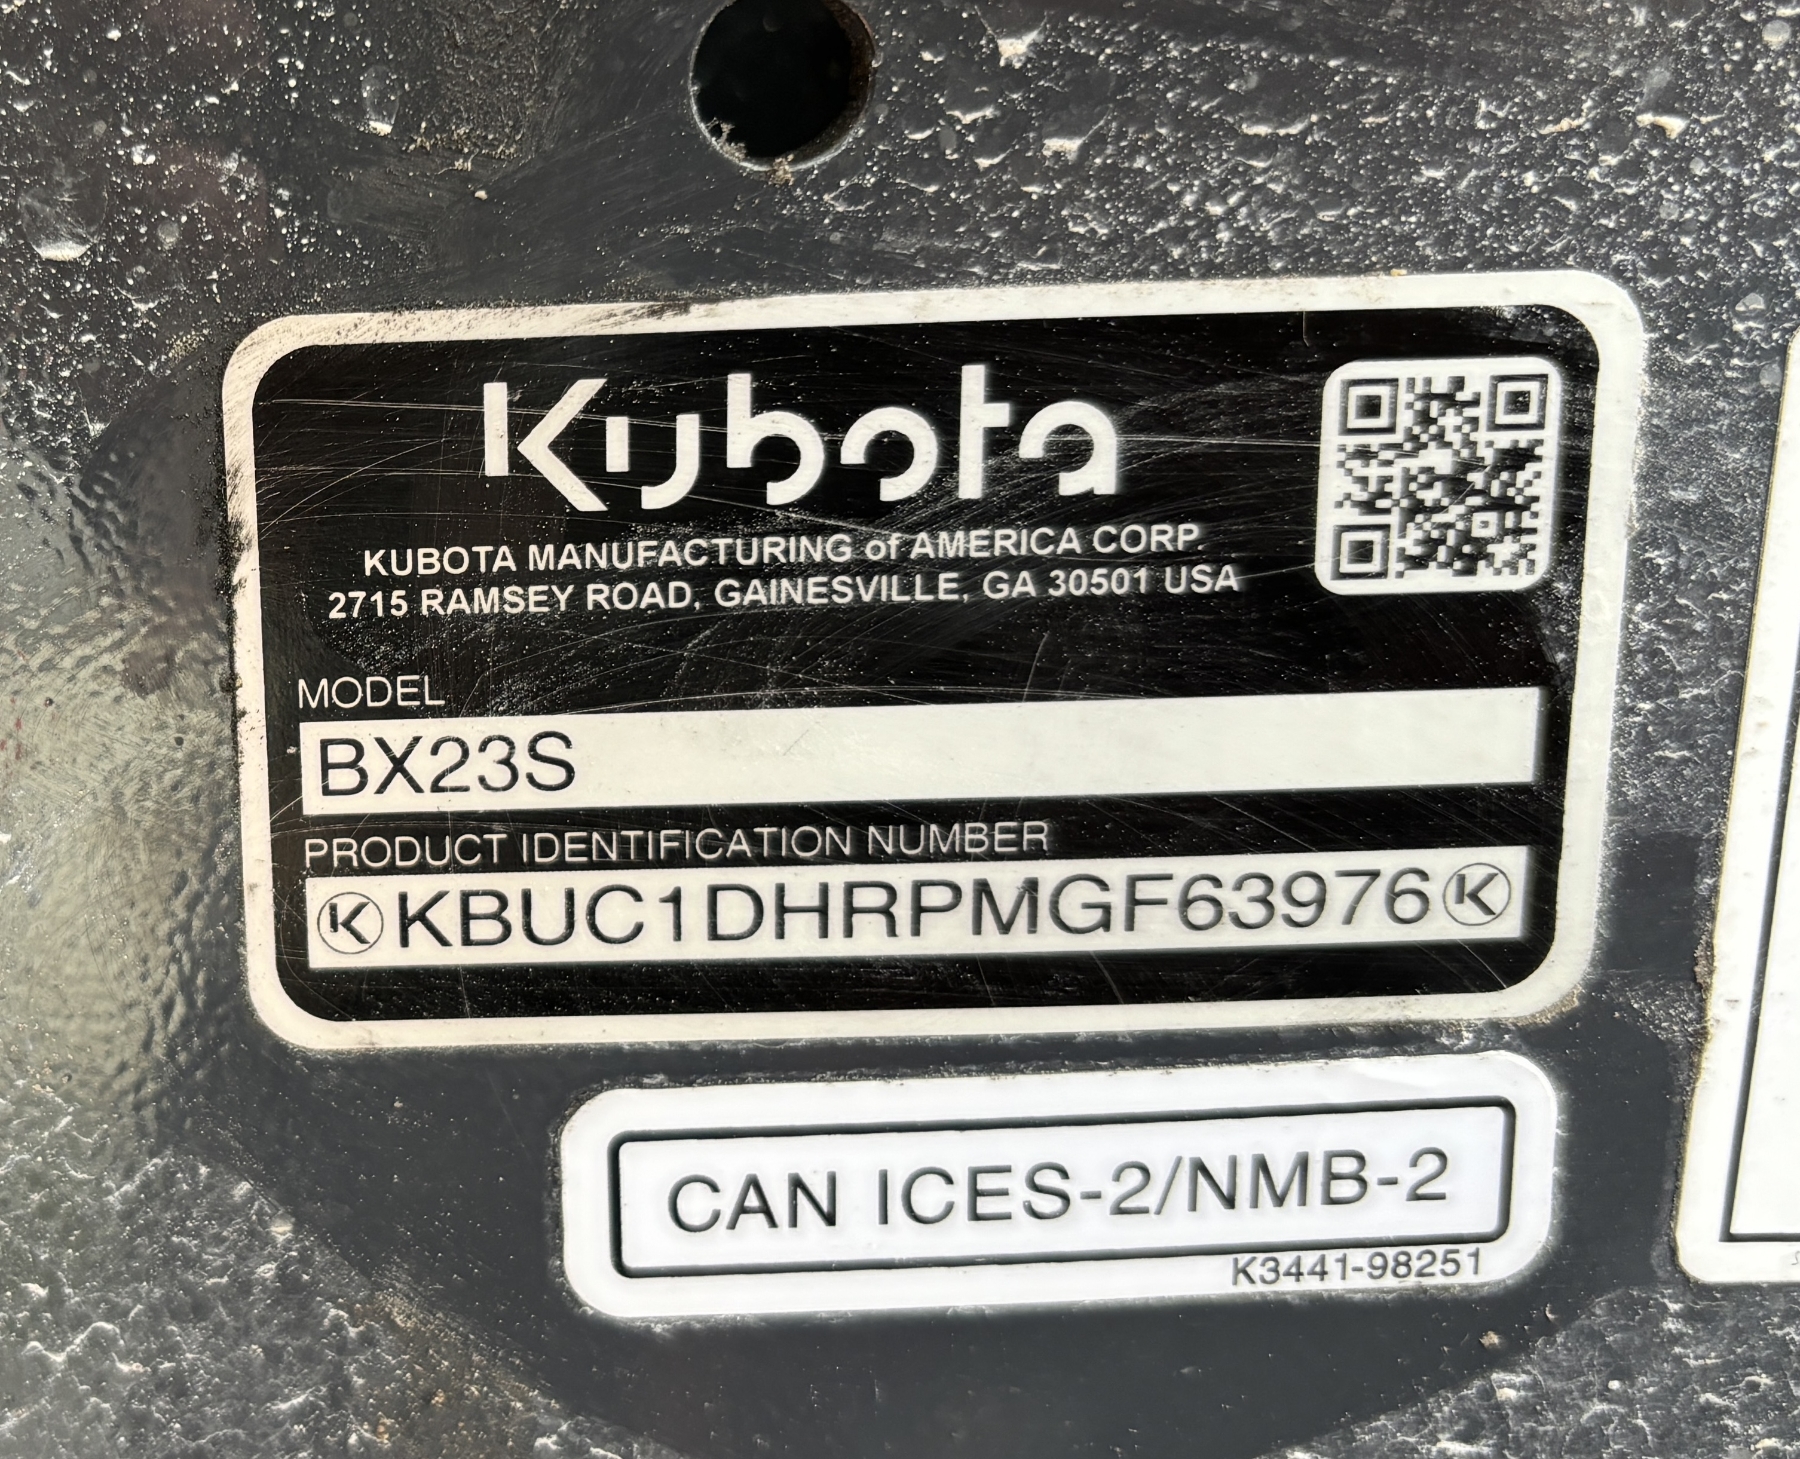 Kubota
KUBOTA MANUFACTURING of AMERICA CORP.
2715 RAMSEY ROAD, GAINESVILLE, GA 30501 USA
MODEL
BX23S
PRODUCT IDENTIFICATION NUMBER
KBUC1DHRPMGF63976
CAN ICES-2/NMB-2
K3441-98251